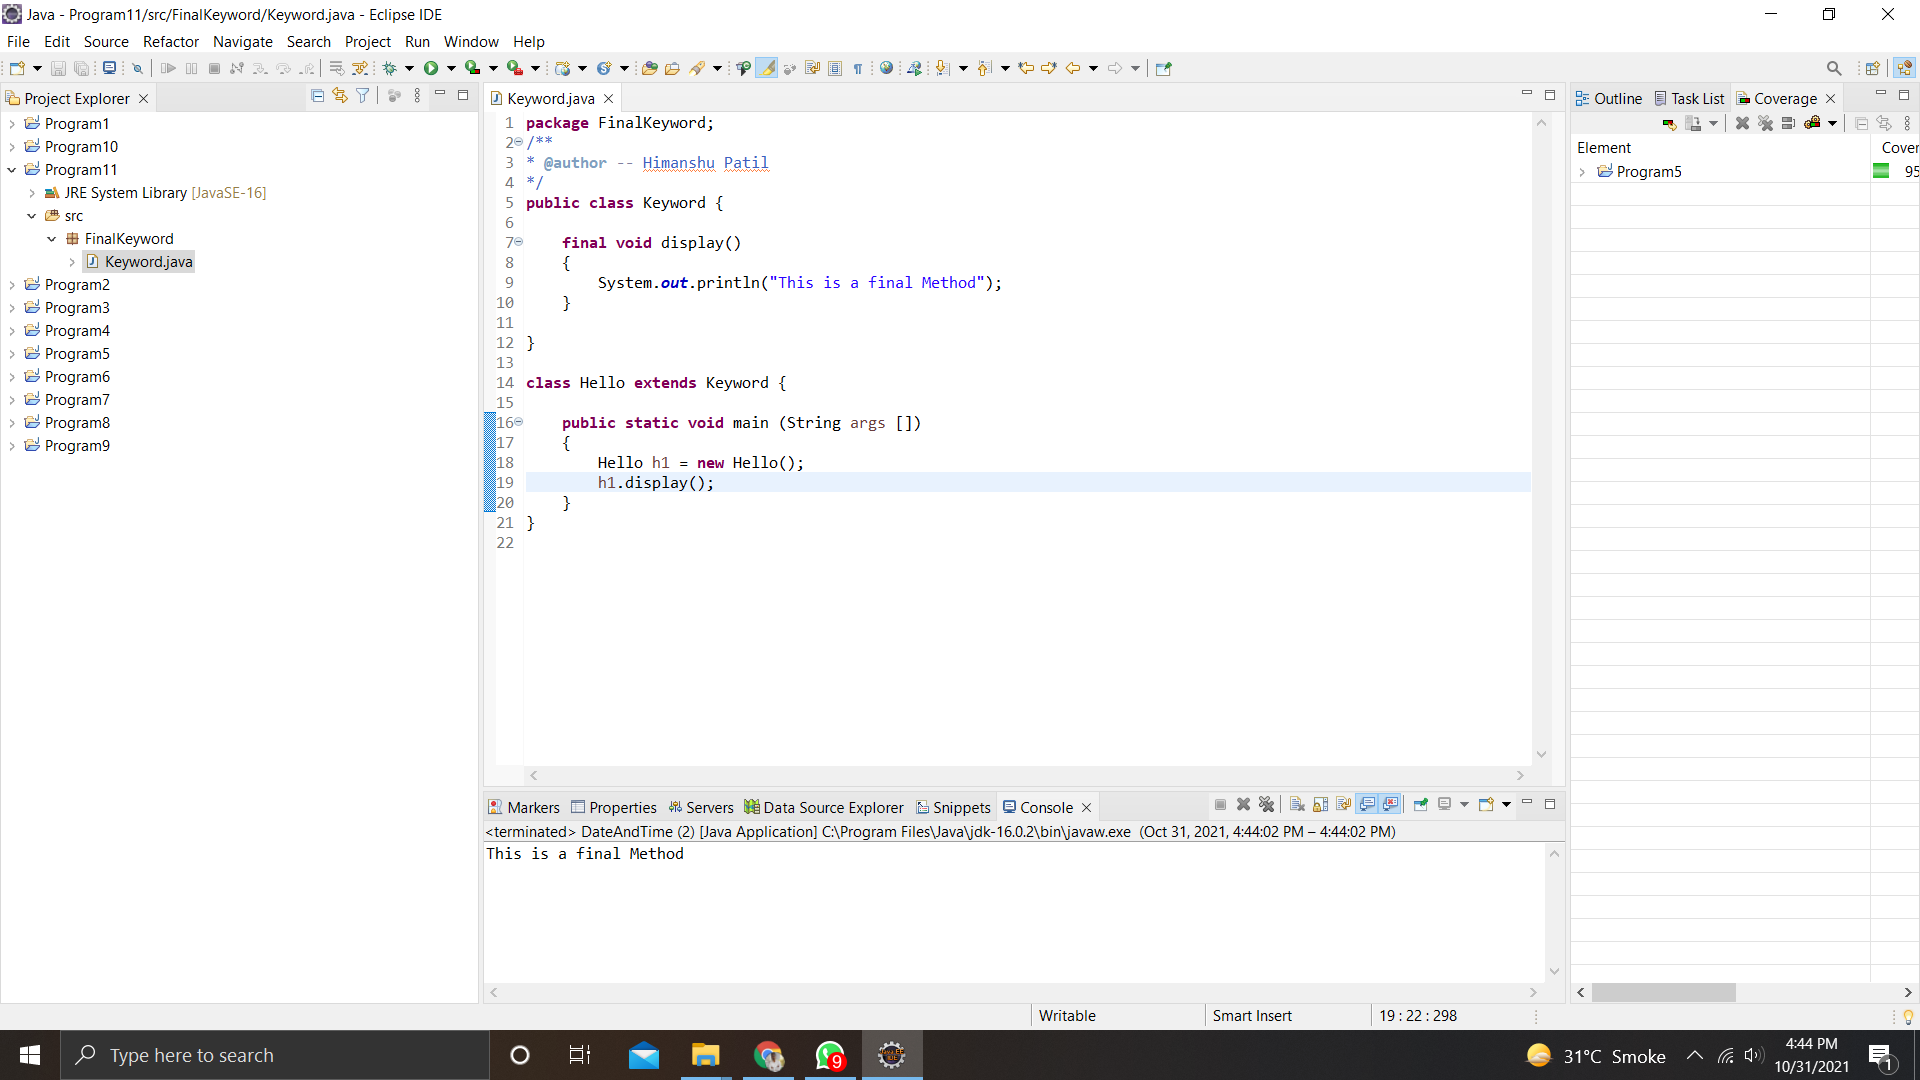 Java - Program11/src/FinalKeyword/Keyword.java - Eclipse IDE
File Edit Source Refactor Navigate Search Project Run Window Help
Project Explorer
Program1
Program10
Program11
JRE System Library [JavaSE-16]
src
FinalKeyword
Keyword.java
Program2
Program3
Program4
Program5
Program6
Program7
Program8
Program9
Keyword.java
1 package FinalKeyword;
2 /**
3 * @author -- Himanshu Patil
4 */
5 public class Keyword {
6
7 final void display()
8 {
9 System.out.println("This is a final Method");
10 }
11
12 }
13
14 class Hello extends Keyword {
15
16 public static void main (String args [])
17 {
18 Hello h1 = new Hello();
19 h1.display();
20 }
21 }
22
Outline Task List Coverage
Element Cover
Program5 95
Markers Properties Servers Data Source Explorer Snippets Console
<terminated> DateAndTime (2) [Java Application] C:\Program Files\Java\jdk-16.0.2\bin\javaw.exe (Oct 31, 2021, 4:44:02 PM – 4:44:02 PM)
This is a final Method
Writable Smart Insert 19 : 22 : 298
Type here to search
9
31°C Smoke
4:44 PM
10/31/2021
1